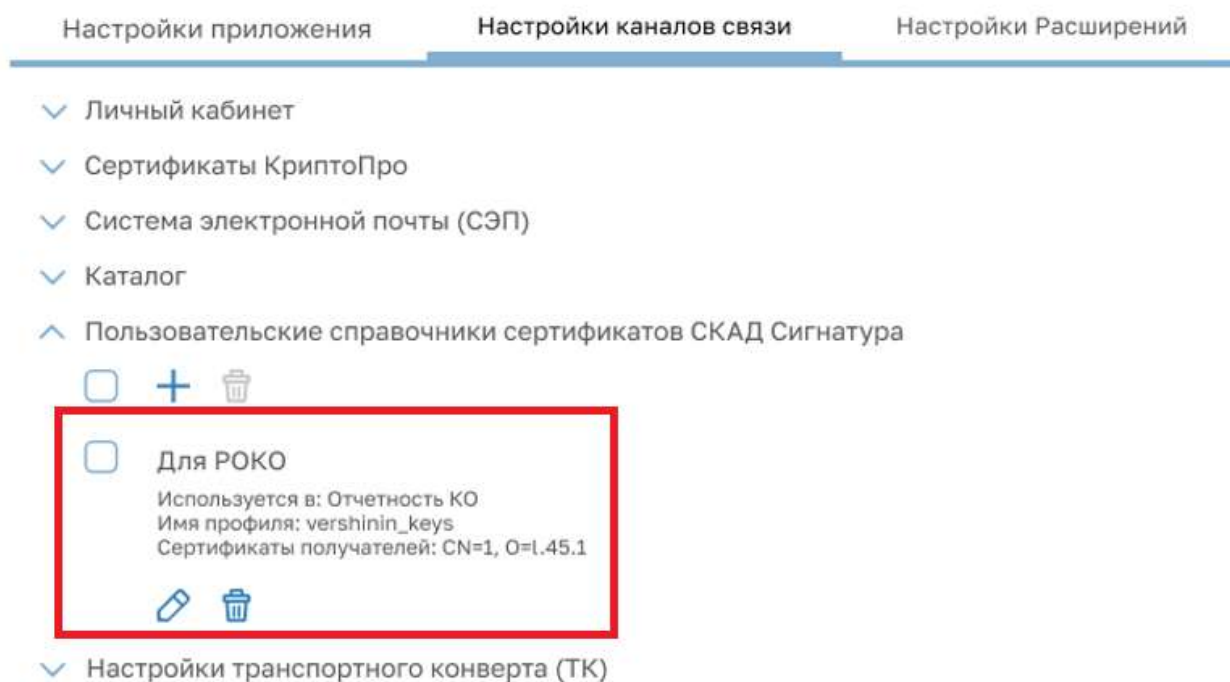 Настройки приложения Настройки каналов связи Настройки Расширений
Личный кабинет
Сертификаты КриптоПро
Система электронной почты (СЭП)
Каталог
Пользовательские справочники сертификатов СКАД Сигнатура
Для РОКО
Используется в: Отчетность КО
Имя профиля: vershinin_keys
Сертификаты получателей: CN=1, O=l.45.1
Настройки транспортного конверта (ТК)